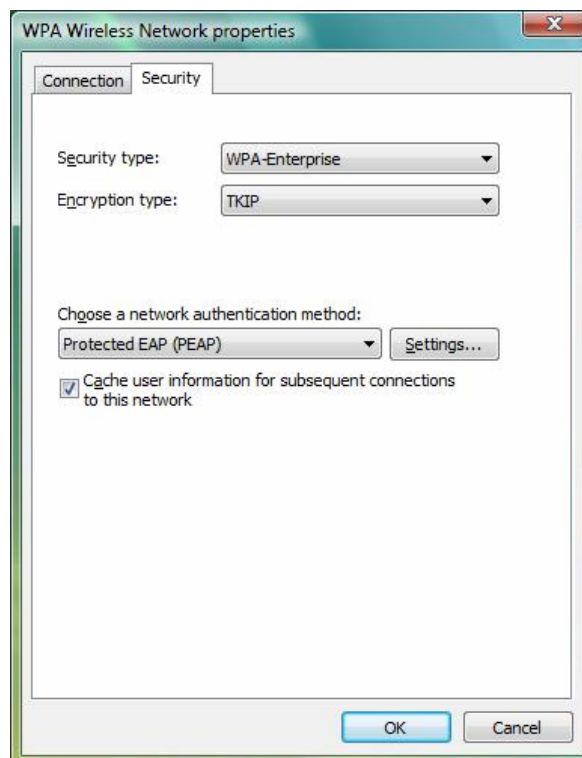 WPA Wireless Network properties
Connection Security
Security type: WPA-Enterprise
Encryption type: TKIP
Choose a network authentication method:
Protected EAP (PEAP) Settings...
Cache user information for subsequent connections
to this network
OK Cancel